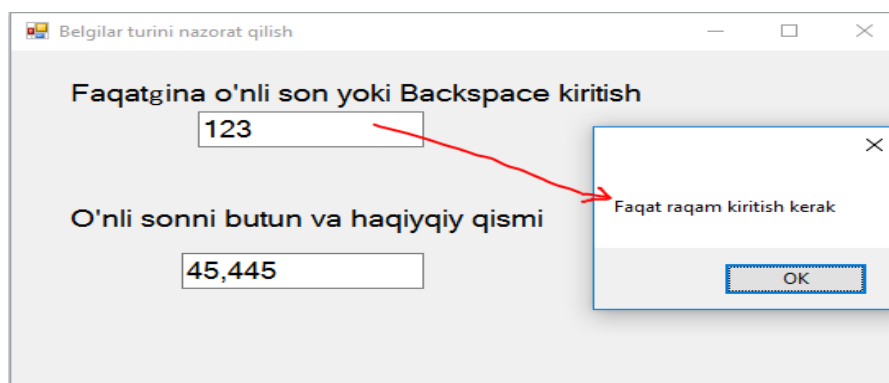 Belgilar turini nazorat qilish
Faqatgina o'nli son yoki Backspace kiritish
123
Faqat raqam kiritish kerak
O'nli sonni butun va haqiyqiy qismi
45,445
OK